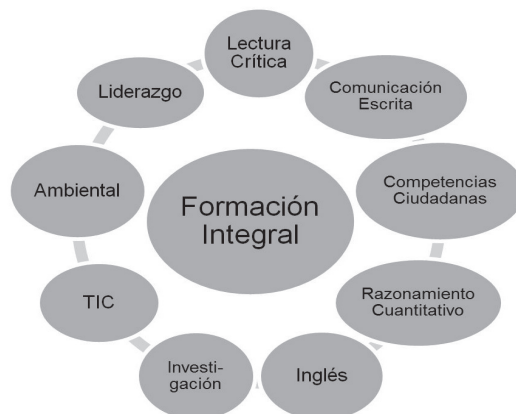 Lectura
Crítica
Comunicación
Escrita
Competencias
Ciudadanas
Razonamiento
Cuantitativo
Inglés
Investi-
gación
TIC
Ambiental
Liderazgo
Formación
Integral